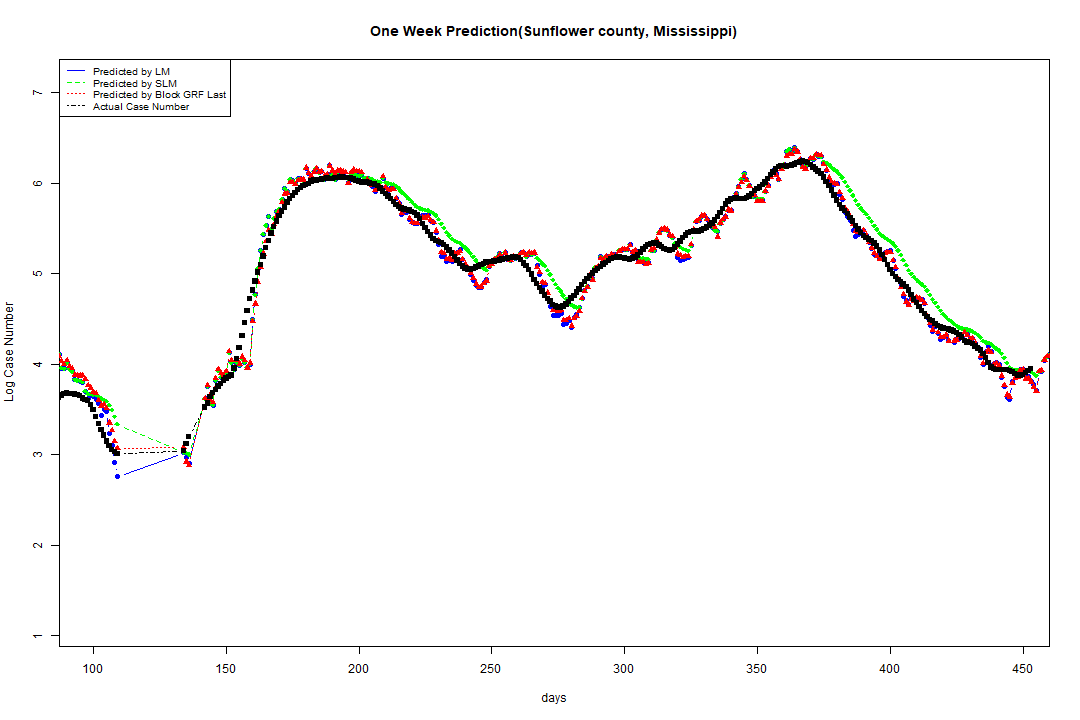 One Week Prediction(Sunflower county, Mississippi)
Predicted by LM
Predicted by SLM
Predicted by Block GRF Last
Actual Case Number
Log Case Number
7
6
5
4
3
2
1
100 150 200 250 300 350 400 450
days